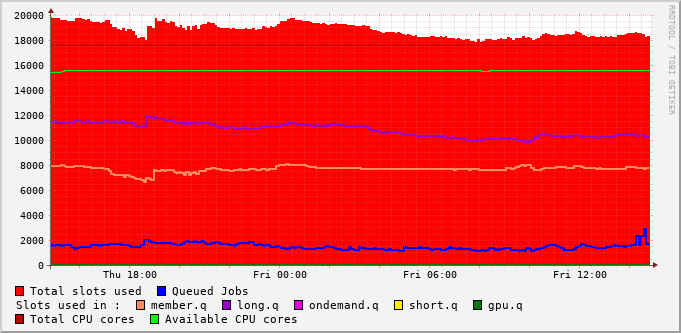 RRDTOOL / TOBI OETIKER
20000
18000
16000
14000
12000
10000
8000
6000
4000
2000
0
Thu 18:00 Fri 00:00 Fri 06:00 Fri 12:00
Total slots used Queued Jobs
Slots used in : member.q long.q ondemand.q short.q gpu.q
Total CPU cores Available CPU cores